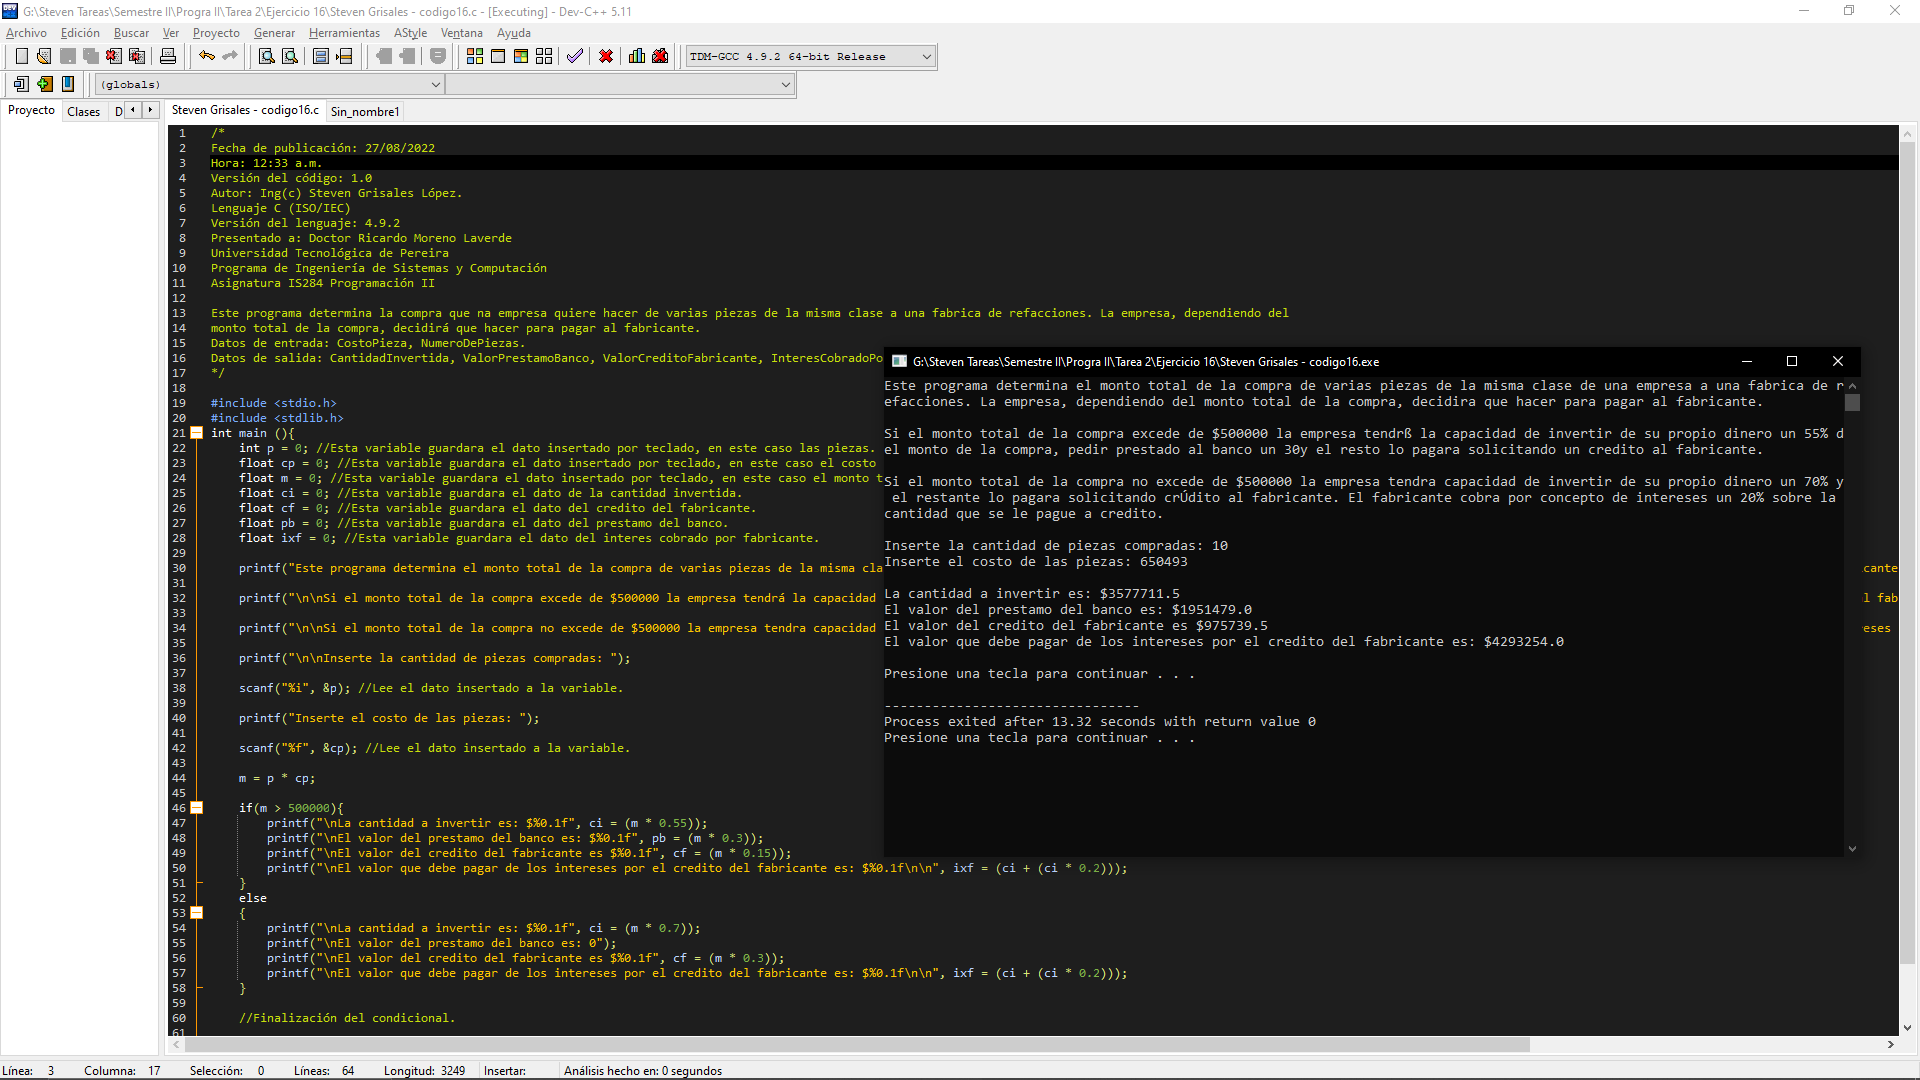 G:\Steven Tareas\Semestre II\Progra II\Tarea 2\Ejercicio 16\Steven Grisales - codigo16.c - [Executing] - Dev-C++ 5.11
Archivo Edición Buscar Ver Proyecto Generar Herramientas AStyle Ventana Ayuda
TDM-GCC 4.9.2 64-bit Release
(globals)
Proyecto Clases D
Steven Grisales - codigo16.c Sin_nombre1
1 /*
2 Fecha de publicación: 27/08/2022
3 Hora: 12:33 a.m.
4 Versión del código: 1.0
5 Autor: Ing(c) Steven Grisales López.
6 Lenguaje C (ISO/IEC)
7 Versión del lenguaje: 4.9.2
8 Presentado a: Doctor Ricardo Moreno Laverde
9 Universidad Tecnológica de Pereira
10 Programa de Ingeniería de Sistemas y Computación
11 Asignatura IS284 Programación II
12
13 Este programa determina la compra que na empresa quiere hacer de varias piezas de la misma clase a una fabrica de refacciones. La empresa, dependiendo del
14 monto total de la compra, decidirá que hacer para pagar al fabricante.
15 Datos de entrada: CostoPieza, NumeroDePiezas.
16 Datos de salida: CantidadInvertida, ValorPrestamoBanco, ValorCreditoFabricante, InteresCobradoPo
17 */
18
19 #include <stdio.h>
20 #include <stdlib.h>
21 int main (){
22 int p = 0; //Esta variable guardara el dato insertado por teclado, en este caso las piezas.
23 float cp = 0; //Esta variable guardara el dato insertado por teclado, en este caso el costo
24 float m = 0; //Esta variable guardara el dato insertado por teclado, en este caso el monto t
25 float ci = 0; //Esta variable guardara el dato de la cantidad invertida.
26 float cf = 0; //Esta variable guardara el dato del credito del fabricante.
27 float pb = 0; //Esta variable guardara el dato del prestamo del banco.
28 float ixf = 0; //Esta variable guardara el dato del interes cobrado por fabricante.
29
30 printf("Este programa determina el monto total de la compra de varias piezas de la misma cla
cante
31
32 printf("\n\nSi el monto total de la compra excede de $500000 la empresa tendrá la capacidad
l fab
33
34 printf("\n\nSi el monto total de la compra no excede de $500000 la empresa tendra capacidad
eses
35
36 printf("\n\nInserte la cantidad de piezas compradas: ");
37
38 scanf("%i", &p); //Lee el dato insertado a la variable.
39
40 printf("Inserte el costo de las piezas: ");
41
42 scanf("%f", &cp); //Lee el dato insertado a la variable.
43
44 m = p * cp;
45
46 if(m > 500000){
47 printf("\nLa cantidad a invertir es: $%0.1f", ci = (m * 0.55));
48 printf("\nEl valor del prestamo del banco es: $%0.1f", pb = (m * 0.3));
49 printf("\nEl valor del credito del fabricante es $%0.1f", cf = (m * 0.15));
50 printf("\nEl valor que debe pagar de los intereses por el credito del fabricante es: $%0.1f\n\n", ixf = (ci + (ci * 0.2)));
51 }
52 else
53 {
54 printf("\nLa cantidad a invertir es: $%0.1f", ci = (m * 0.7));
55 printf("\nEl valor del prestamo del banco es: 0");
56 printf("\nEl valor del credito del fabricante es $%0.1f", cf = (m * 0.3));
57 printf("\nEl valor que debe pagar de los intereses por el credito del fabricante es: $%0.1f\n\n", ixf = (ci + (ci * 0.2)));
58 }
59
60 //Finalización del condicional.
61
G:\Steven Tareas\Semestre II\Progra II\Tarea 2\Ejercicio 16\Steven Grisales - codigo16.exe
Este programa determina el monto total de la compra de varias piezas de la misma clase de una empresa a una fabrica de r
efacciones. La empresa, dependiendo del monto total de la compra, decidira que hacer para pagar al fabricante.
Si el monto total de la compra excede de $500000 la empresa tendrß la capacidad de invertir de su propio dinero un 55% d
el monto de la compra, pedir prestado al banco un 30y el resto lo pagara solicitando un credito al fabricante.
Si el monto total de la compra no excede de $500000 la empresa tendra capacidad de invertir de su propio dinero un 70% y
el restante lo pagara solicitando crÚdito al fabricante. El fabricante cobra por concepto de intereses un 20% sobre la
cantidad que se le pague a credito.
Inserte la cantidad de piezas compradas: 10
Inserte el costo de las piezas: 650493
La cantidad a invertir es: $3577711.5
El valor del prestamo del banco es: $1951479.0
El valor del credito del fabricante es $975739.5
El valor que debe pagar de los intereses por el credito del fabricante es: $4293254.0
Presione una tecla para continuar . . .
--------------------------------
Process exited after 13.32 seconds with return value 0
Presione una tecla para continuar . . .
Línea: 3 Columna: 17 Selección: 0 Líneas: 64 Longitud: 3249 Insertar: Análisis hecho en: 0 segundos